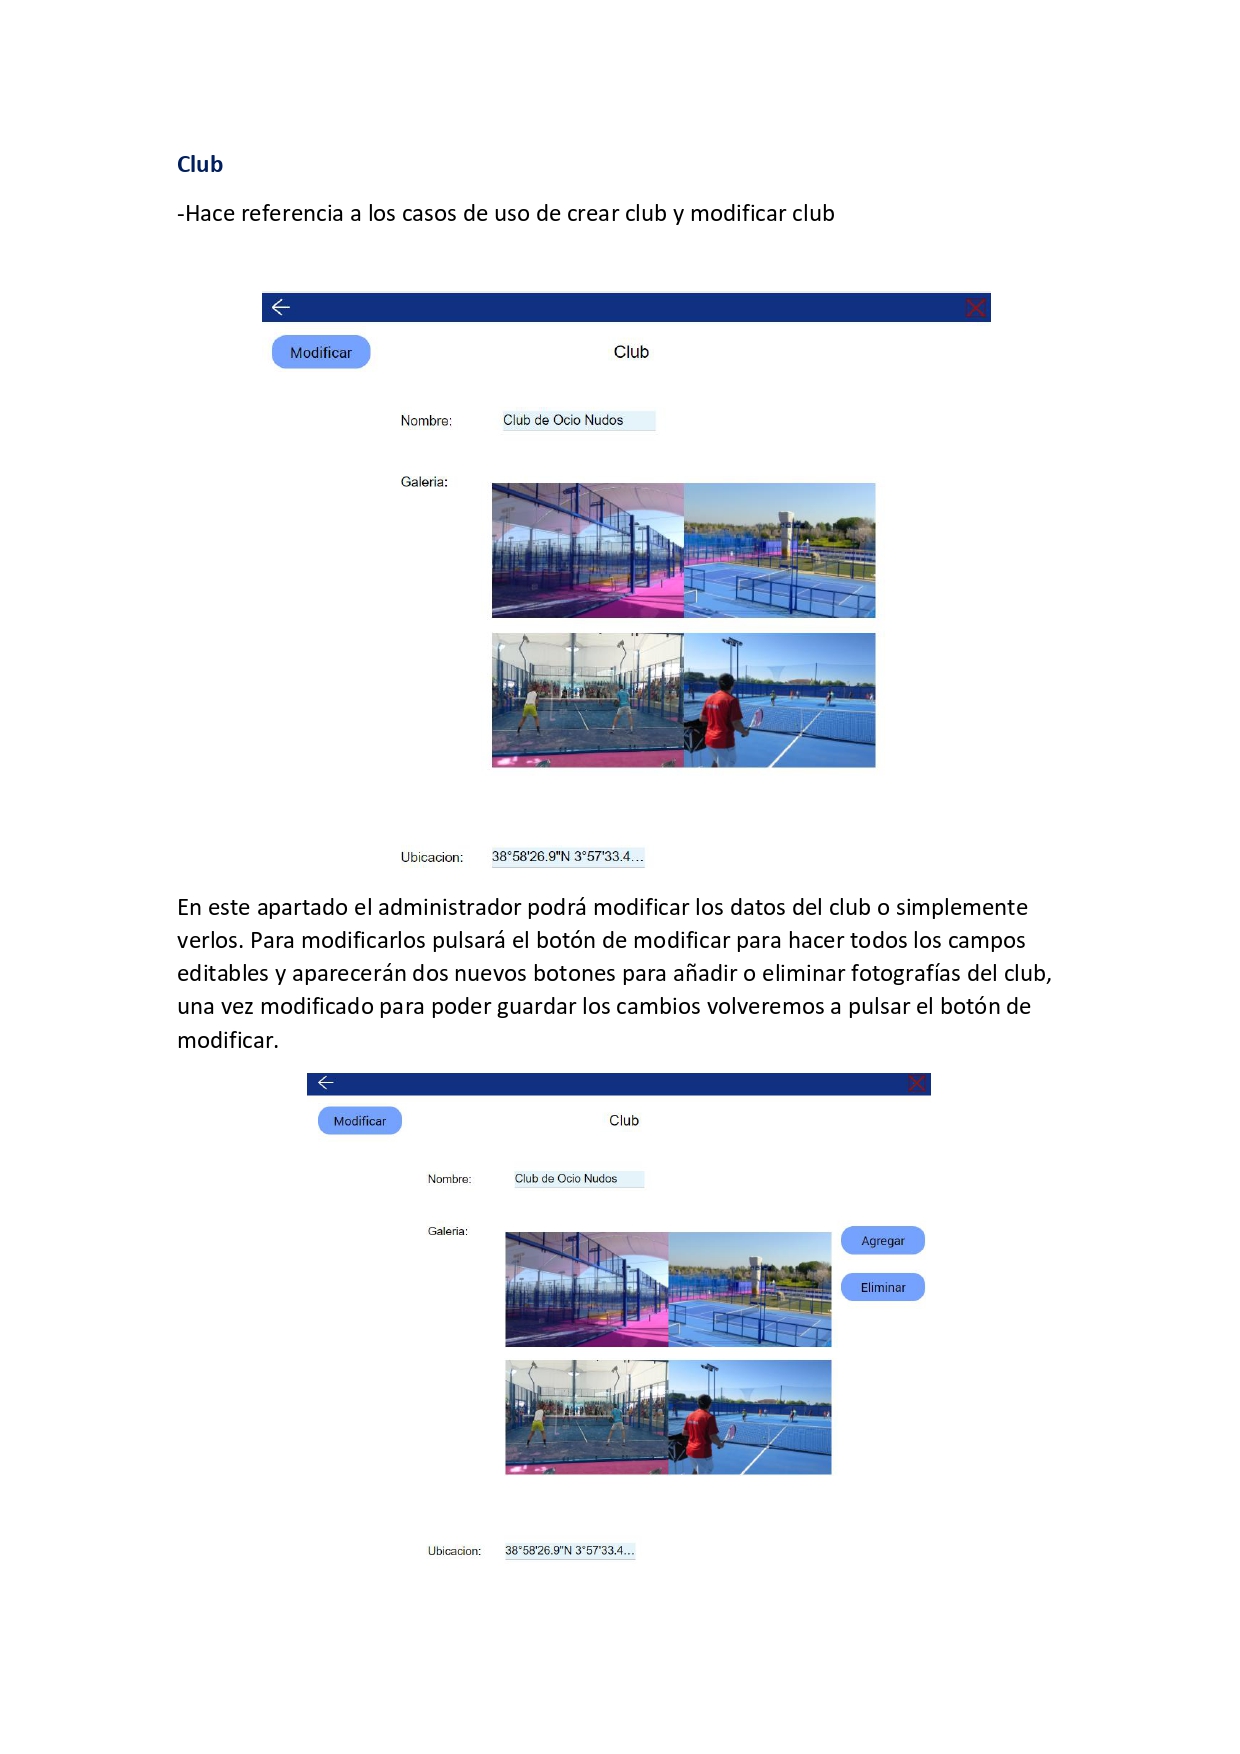 Club
-Hace referencia a los casos de uso de crear club y modificar club
Modificar
Club
Nombre:
Club de Ocio Nudos
Galeria:
Ubicacion:
38°58'26.9"N 3°57'33.4...
En este apartado el administrador podrá modificar los datos del club o simplemente
verlos. Para modificarlos pulsará el botón de modificar para hacer todos los campos
editables y aparecerán dos nuevos botones para añadir o eliminar fotografías del club,
una vez modificado para poder guardar los cambios volveremos a pulsar el botón de
modificar.
Modificar
Club
Nombre:
Club de Ocio Nudos
Galeria:
Agregar
Eliminar
Ubicacion:
38°58'26.9"N 3°57'33.4...